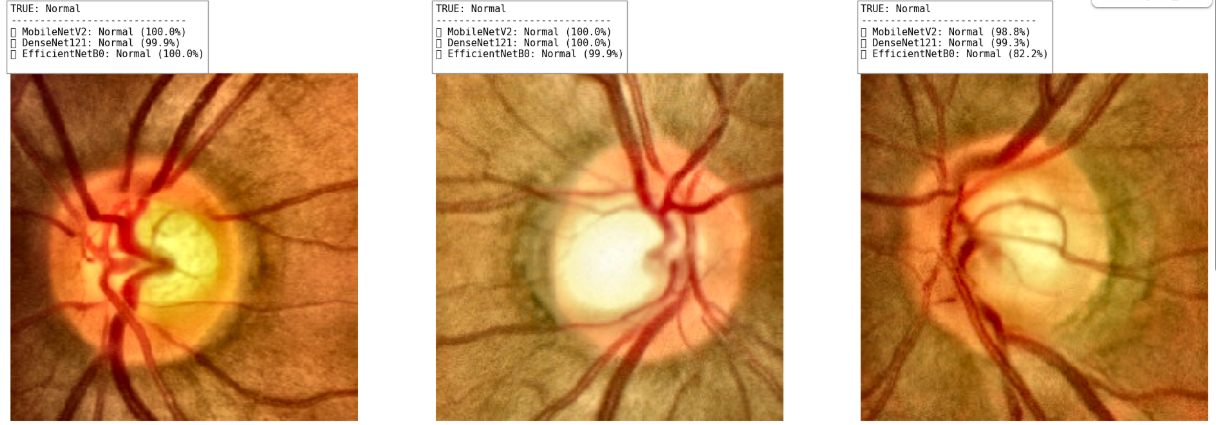 TRUE: Normal
------------------------------
▯ MobileNetV2: Normal (100.0%)
▯ DenseNet121: Normal (99.9%)
▯ EfficientNetB0: Normal (100.0%)
TRUE: Normal
------------------------------
▯ MobileNetV2: Normal (100.0%)
▯ DenseNet121: Normal (100.0%)
▯ EfficientNetB0: Normal (99.9%)
TRUE: Normal
------------------------------
▯ MobileNetV2: Normal (98.8%)
▯ DenseNet121: Normal (99.3%)
▯ EfficientNetB0: Normal (82.2%)